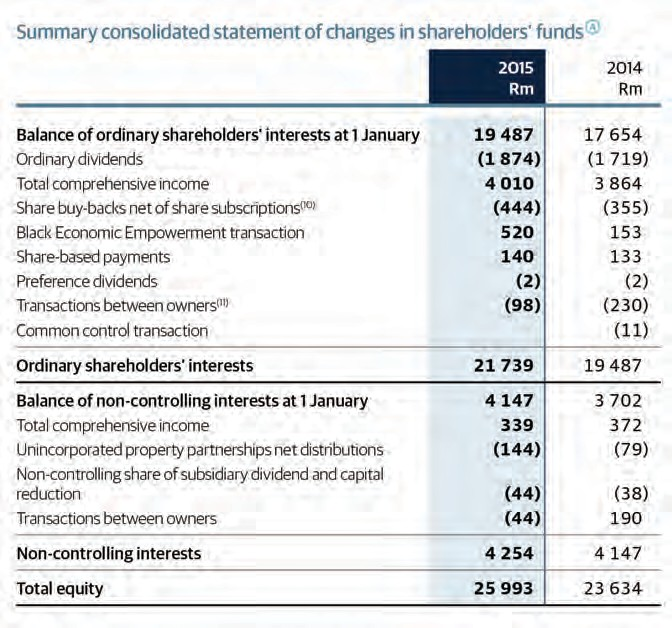 Summary consolidated statement of changes in shareholders' funds Ⓐ
2015 2014
Rm Rm
Balance of ordinary shareholders' interests at 1 January 19 487 17 654
Ordinary dividends (1 874) (1 719)
Total comprehensive income 4 010 3 864
Share buy-backs net of share subscriptions(10) (444) (355)
Black Economic Empowerment transaction 520 153
Share-based payments 140 133
Preference dividends (2) (2)
Transactions between owners(11) (98) (230)
Common control transaction (11)
Ordinary shareholders' interests 21 739 19 487
Balance of non-controlling interests at 1 January 4 147 3 702
Total comprehensive income 339 372
Unincorporated property partnerships net distributions (144) (79)
Non-controlling share of subsidiary dividend and capital
reduction (44) (38)
Transactions between owners (44) 190
Non-controlling interests 4 254 4 147
Total equity 25 993 23 634